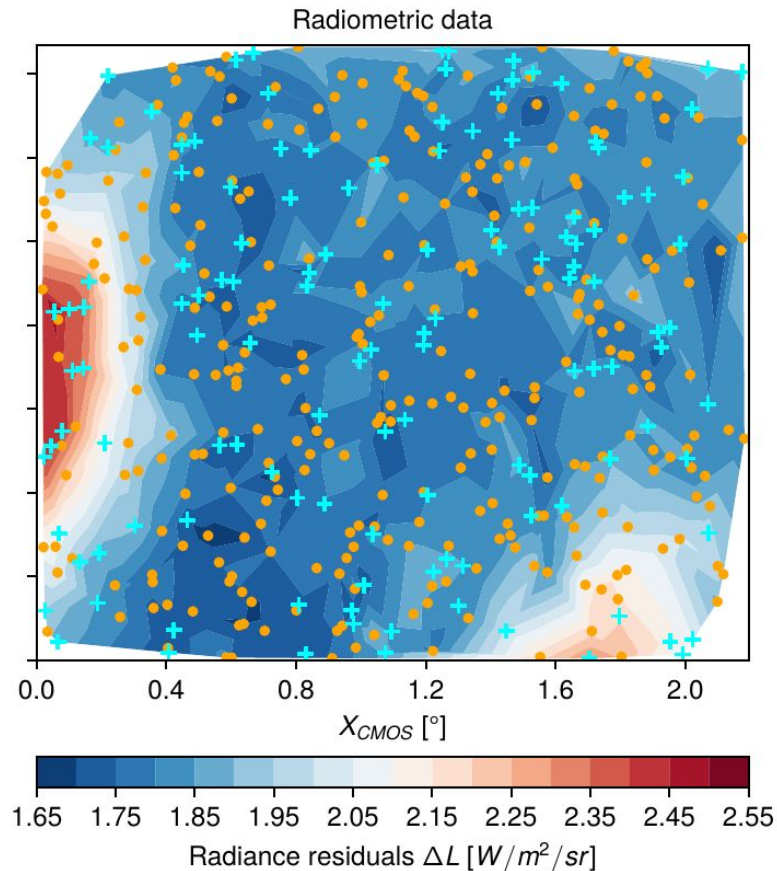 Radiometric data
0.0 0.4 0.8 1.2 1.6 2.0
X_CMOS [°]
1.65 1.75 1.85 1.95 2.05 2.15 2.25 2.35 2.45 2.55
Radiance residuals ΔL [W/m²/sr]